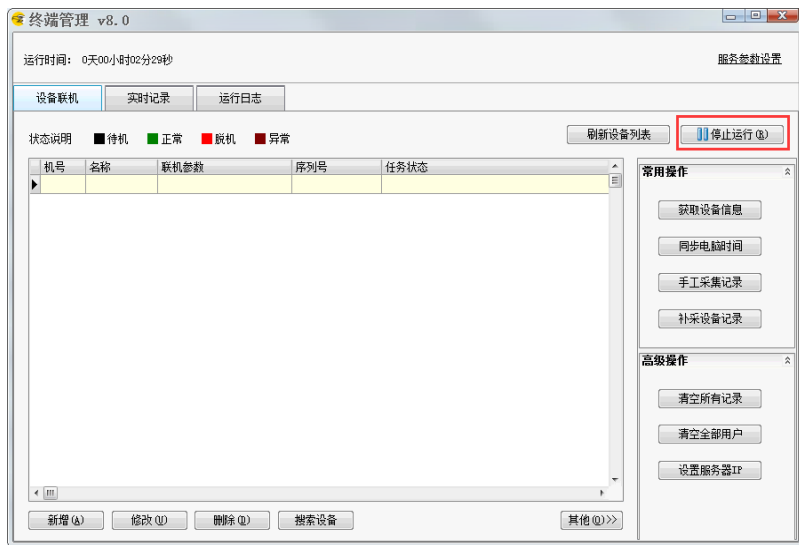 终端管理 v8.0
运行时间： 0天00小时02分29秒
服务参数设置
设备联机 实时记录 运行日志
状态说明 待机 正常 脱机 异常 刷新设备列表 停止运行(R)
机号 名称 联机参数 序列号 任务状态
常用操作
获取设备信息
同步电脑时间
手工采集记录
补采设备记录
高级操作
清空所有记录
清空全部用户
设置服务器IP
新增(A) 修改(U) 删除(D) 搜索设备 其他(O)>>